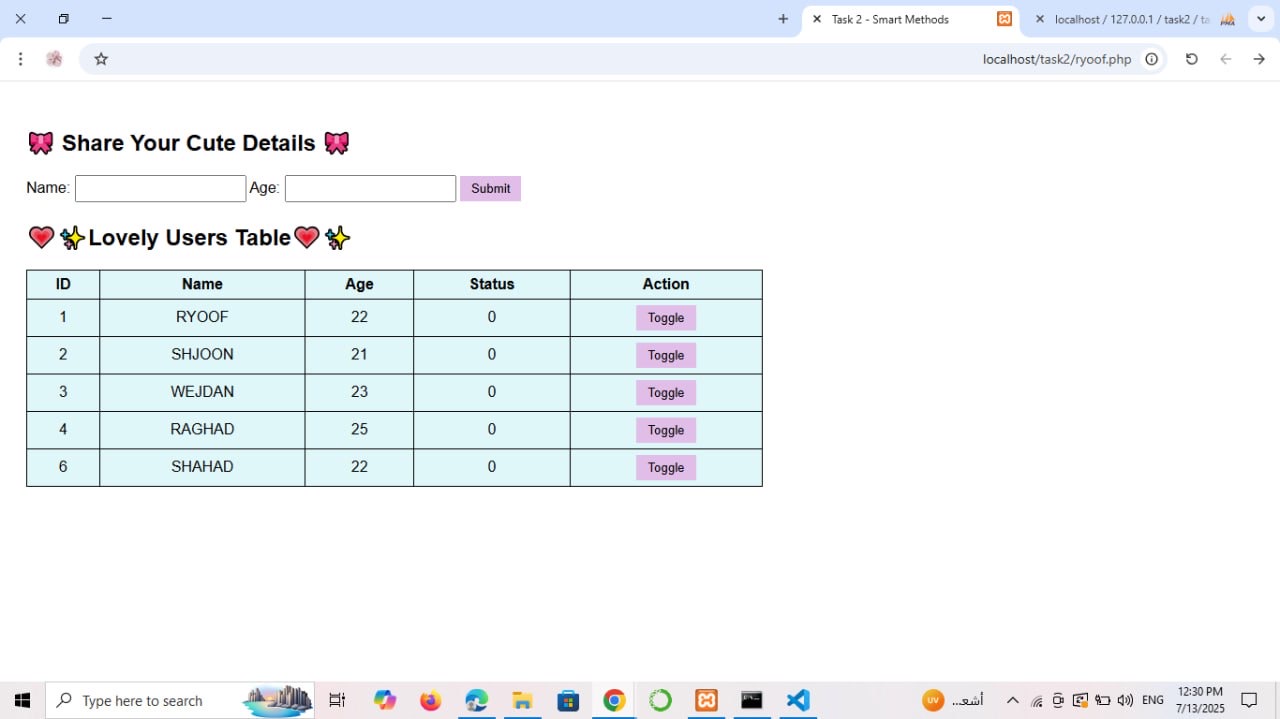 Task 2 - Smart Methods
localhost / 127.0.0.1 / task2 / ta
localhost/task2/ryoof.php
Share Your Cute Details
Name: Age: Submit
Lovely Users Table
ID Name Age Status Action
1 RYOOF 22 0 Toggle
2 SHJOON 21 0 Toggle
3 WEJDAN 23 0 Toggle
4 RAGHAD 25 0 Toggle
6 SHAHAD 22 0 Toggle
Type here to search
UV
أشعـ...
ENG
12:30 PM
7/13/2025